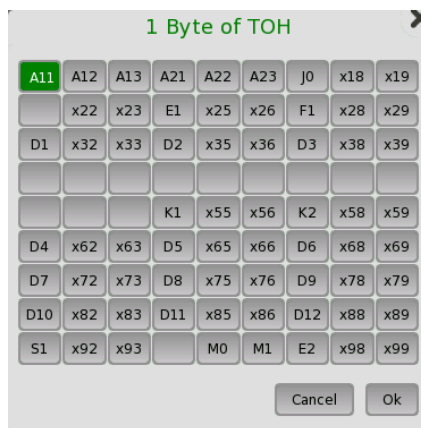 1 Byte of TOH
A11 A12 A13 A21 A22 A23 J0 x18 x19
x22 x23 E1 x25 x26 F1 x28 x29
D1 x32 x33 D2 x35 x36 D3 x38 x39
K1 x55 x56 K2 x58 x59
D4 x62 x63 D5 x65 x66 D6 x68 x69
D7 x72 x73 D8 x75 x76 D9 x78 x79
D10 x82 x83 D11 x85 x86 D12 x88 x89
S1 x92 x93 M0 M1 E2 x98 x99
Cancel Ok